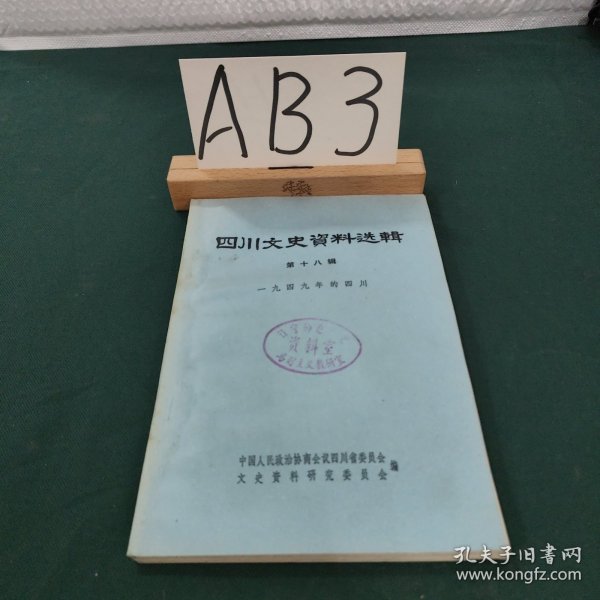 AB3
四川文史資料选輯
第十八辑
一九四九年的四川
资料室
中国人民政治协商会议四川省委员会
文史资料研究委员会
编
孔夫子旧书网
www.kongfz.com